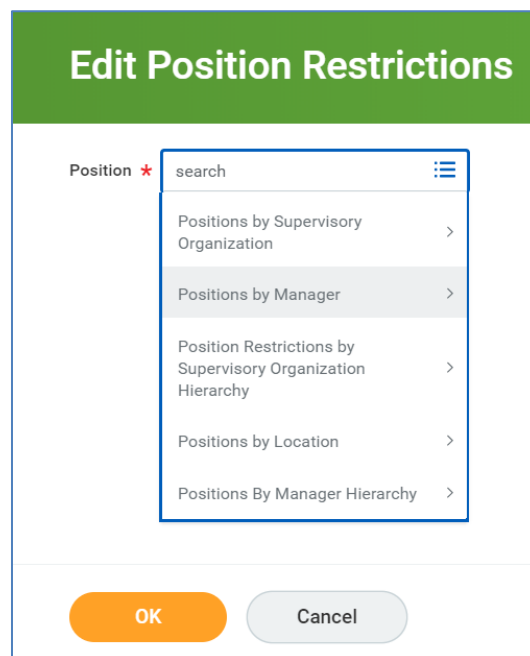 Edit Position Restrictions
Position *
search
Positions by Supervisory
Organization
Positions by Manager
Position Restrictions by
Supervisory Organization
Hierarchy
Positions by Location
Positions By Manager Hierarchy
OK
Cancel